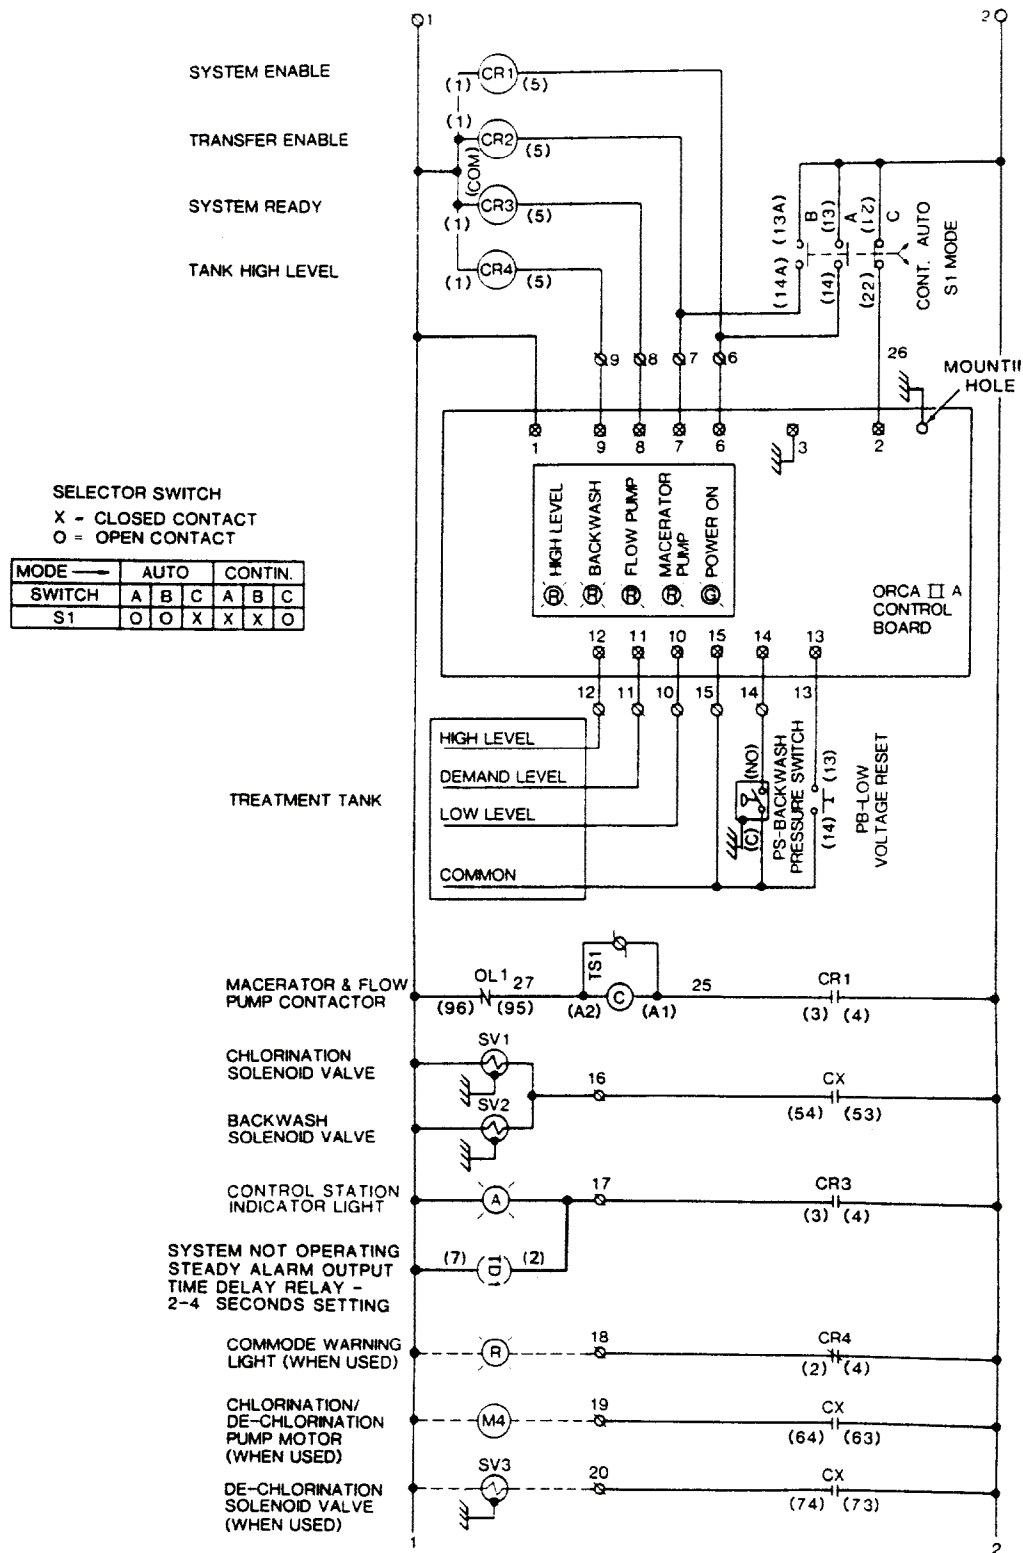 1
2
SYSTEM ENABLE
(1) CR1 (5)
TRANSFER ENABLE
(1) CR2 (5)
(COM)
SYSTEM READY
(1) CR3 (5)
TANK HIGH LEVEL
(1) CR4 (5)
(14A) (13A) B
(14) (13) A
(22) (12) C
CONT. AUTO
S1 MODE
9 8 7 6
26
MOUNTIN
HOLE
1 9 8 7 6 3 2
HIGH LEVEL
BACKWASH
FLOW PUMP
MACERATOR
PUMP
POWER ON
R R R R G
ORCA II A
CONTROL
BOARD
SELECTOR SWITCH
X - CLOSED CONTACT
O = OPEN CONTACT
MODE AUTO CONTIN.
SWITCH A B C A B C
S1 O O X X X O
12 11 10 15 14 13
12 11 10 15 14 13
TREATMENT TANK
HIGH LEVEL
DEMAND LEVEL
LOW LEVEL
COMMON
(C) (NO)
PS-BACKWASH
PRESSURE SWITCH
(14) (13)
PB-LOW
VOLTAGE RESET
MACERATOR & FLOW
PUMP CONTACTOR
OL1
27
(96) (95)
TS1
(A2) C (A1)
25
CR1
(3) (4)
CHLORINATION
SOLENOID VALVE
SV1
16
CX
(54) (53)
BACKWASH
SOLENOID VALVE
SV2
CONTROL STATION
INDICATOR LIGHT
A
17
CR3
(3) (4)
SYSTEM NOT OPERATING
STEADY ALARM OUTPUT
TIME DELAY RELAY -
2-4 SECONDS SETTING
(7) TD1 (2)
COMMODE WARNING
LIGHT (WHEN USED)
R
18
CR4
(2) (4)
CHLORINATION/
DE-CHLORINATION
PUMP MOTOR
(WHEN USED)
M4
19
CX
(64) (63)
DE-CHLORINATION
SOLENOID VALVE
(WHEN USED)
SV3
20
CX
(74) (73)
1
2